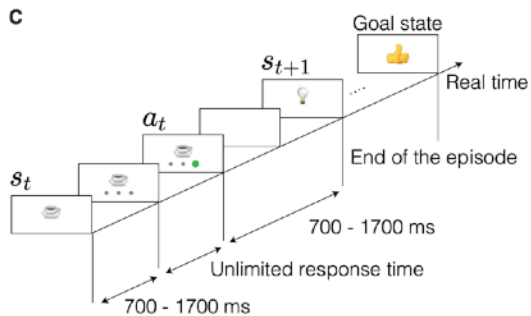 c
Goal state
s_{t+1}
Real time
a_t
End of the episode
s_t
700 - 1700 ms
Unlimited response time
700 - 1700 ms